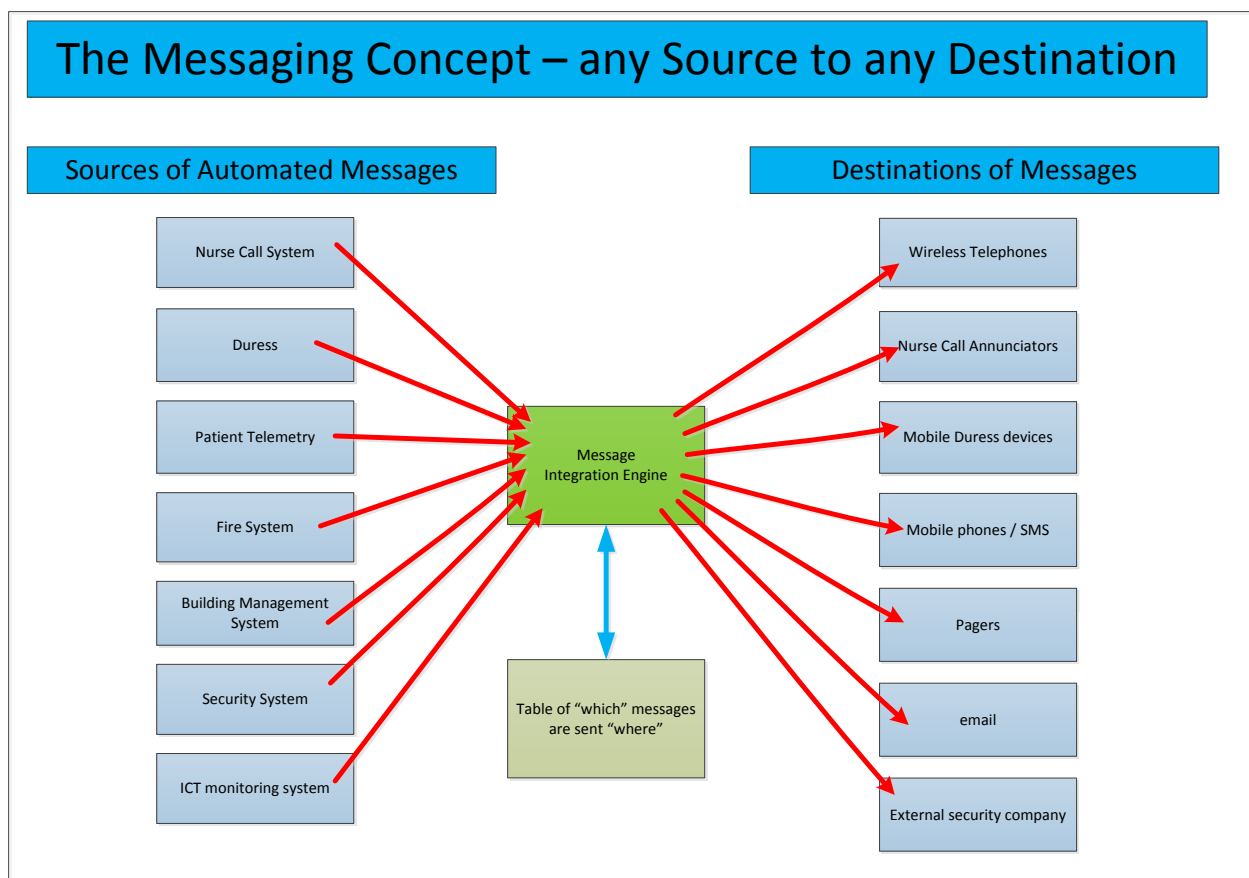 The Messaging Concept – any Source to any Destination
Sources of Automated Messages
Destinations of Messages
Nurse Call System
Duress
Patient Telemetry
Fire System
Building Management
System
Security System
ICT monitoring system
Message
Integration Engine
Table of “which” messages
are sent “where”
Wireless Telephones
Nurse Call Annunciators
Mobile Duress devices
Mobile phones / SMS
Pagers
email
External security company